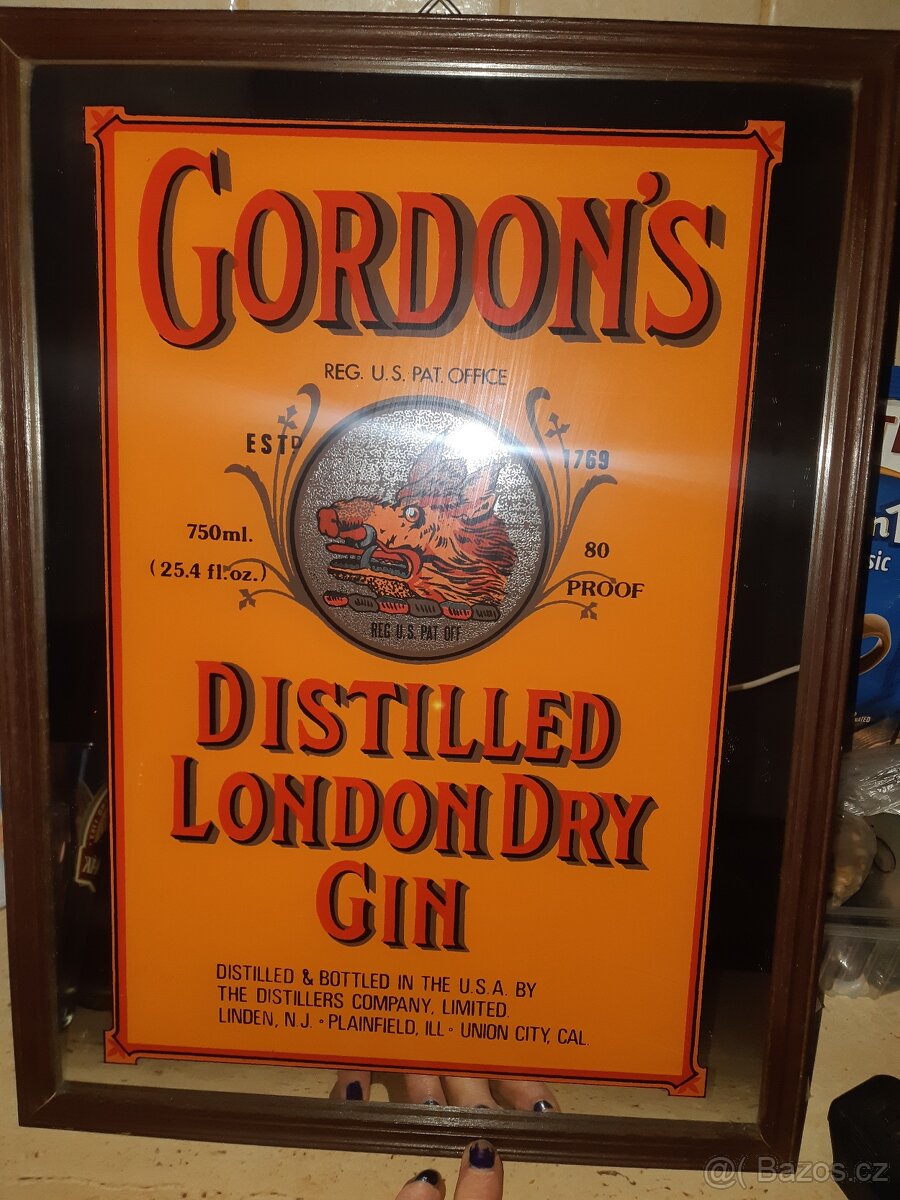 GORDON'S
REG. U.S. PAT. OFFICE
ESTD 1769
750ml. 80
(25.4 fl.oz.) PROOF
REG U.S. PAT OFF
DISTILLED
LONDON DRY
GIN
DISTILLED & BOTTLED IN THE U.S.A. BY
THE DISTILLERS COMPANY, LIMITED.
LINDEN, N.J. • PLAINFIELD, ILL • UNION CITY, CAL.
sic
@( Bazos.cz